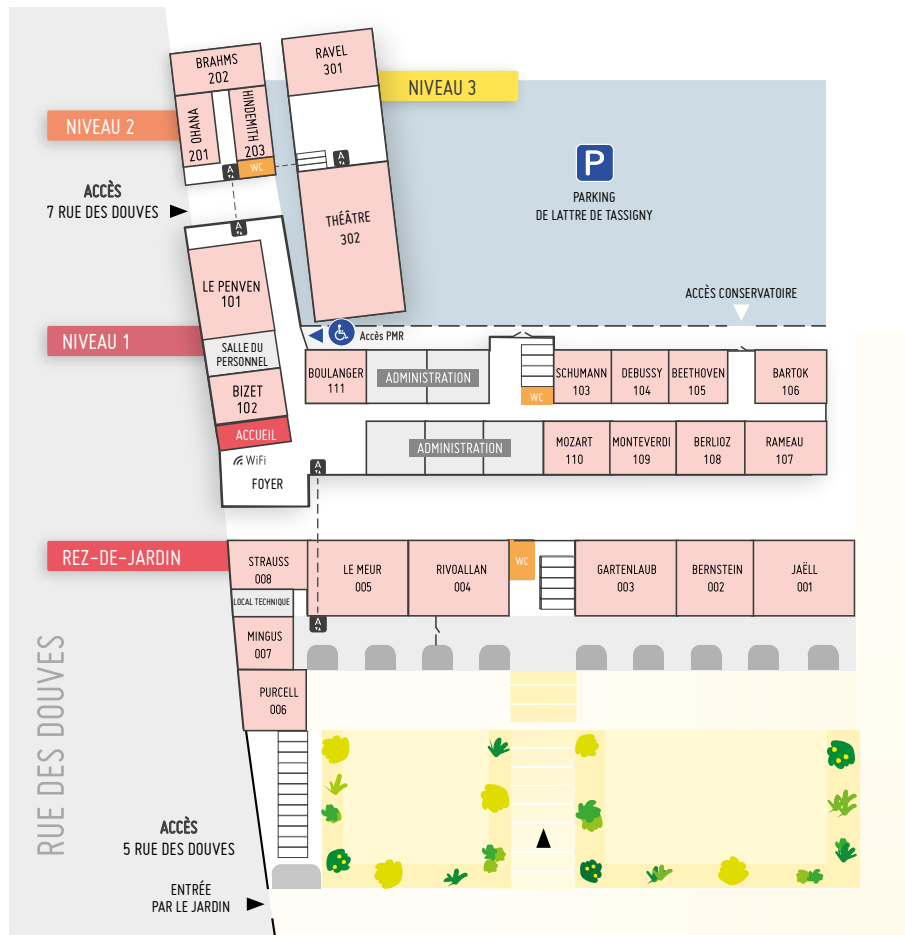 RAVEL
301
BRAHMS
202
NIVEAU 3
OHANA
201
HINDEMITH
203
NIVEAU 2
A
WC
A
P
PARKING
DE LATTRE DE TASSIGNY
ACCÈS
7 RUE DES DOUVES
THÉÂTRE
302
A
LE PENVEN
101
ACCÈS CONSERVATOIRE
NIVEAU 1
Accès PMR
SALLE DU
PERSONNEL
BOULANGER
111
ADMINISTRATION
WC
SCHUMANN
103
DEBUSSY
104
BEETHOVEN
105
BARTOK
106
BIZET
102
ACCUEIL
WiFi
FOYER
A
ADMINISTRATION
MOZART
110
MONTEVERDI
109
BERLIOZ
108
RAMEAU
107
REZ-DE-JARDIN
STRAUSS
008
LE MEUR
005
RIVOALLAN
004
WC
GARTENLAUB
003
BERNSTEIN
002
JAËLL
001
LOCAL TECHNIQUE
A
MINGUS
007
PURCELL
006
RUE DES DOUVES
ACCÈS
5 RUE DES DOUVES
ENTRÉE
PAR LE JARDIN